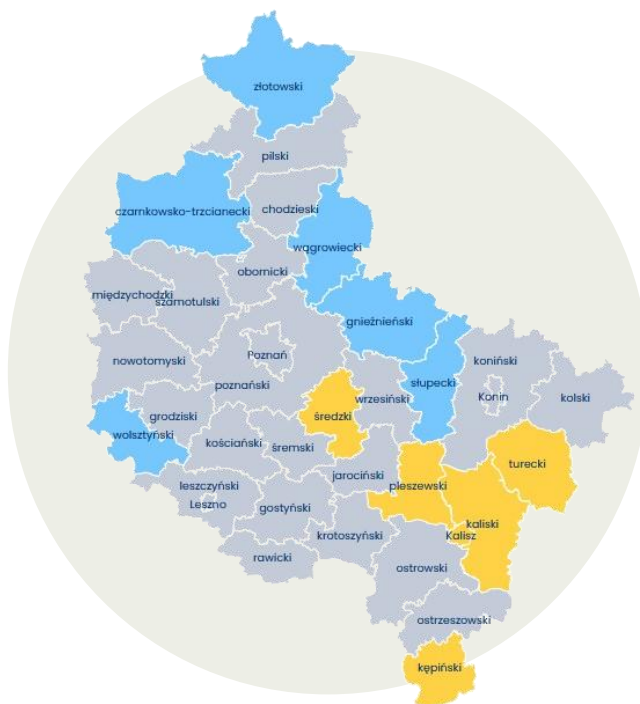 złotowski
pilski
czarnkowsko-trzcianecki
chodzieski
wągrowiecki
obornicki
międzychodzki
szamotulski
gnieźnieński
nowotomyski
Poznań
poznański
koniński
słupecki
Konin
kolski
wrzesiński
średzki
grodziski
wolsztyński
kościański
śremski
turecki
jarociński
pleszewski
leszczyński
Leszno
gostyński
kaliski
Kalisz
krotoszyński
rawicki
ostrowski
ostrzeszowski
kępiński